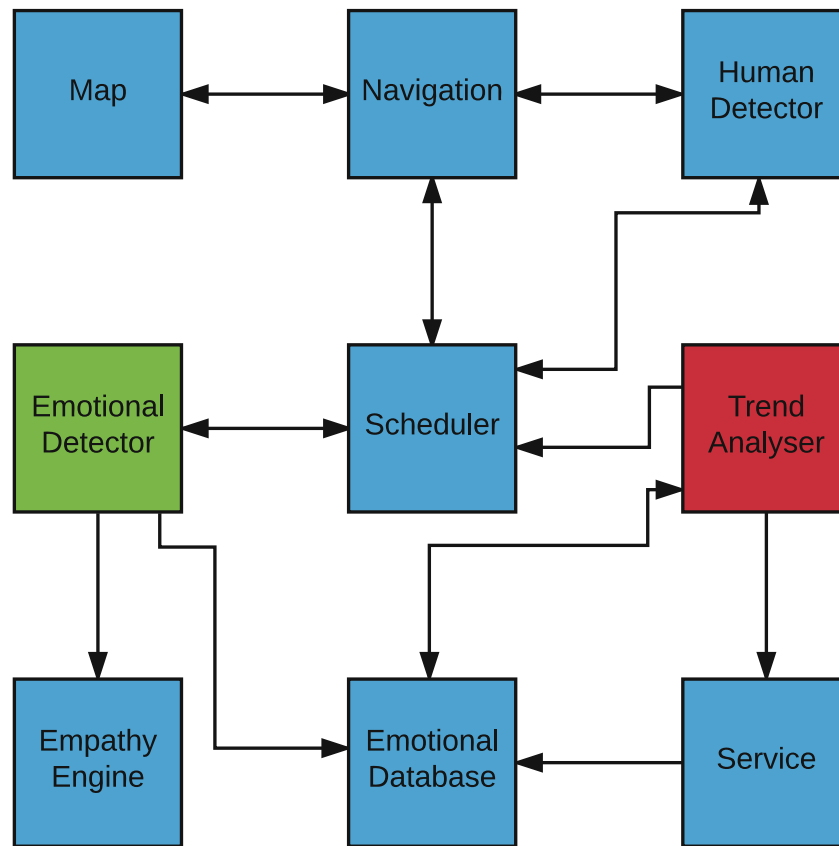 Map
Navigation
Human
Detector
Emotional
Detector
Scheduler
Trend
Analyser
Empathy
Engine
Emotional
Database
Service